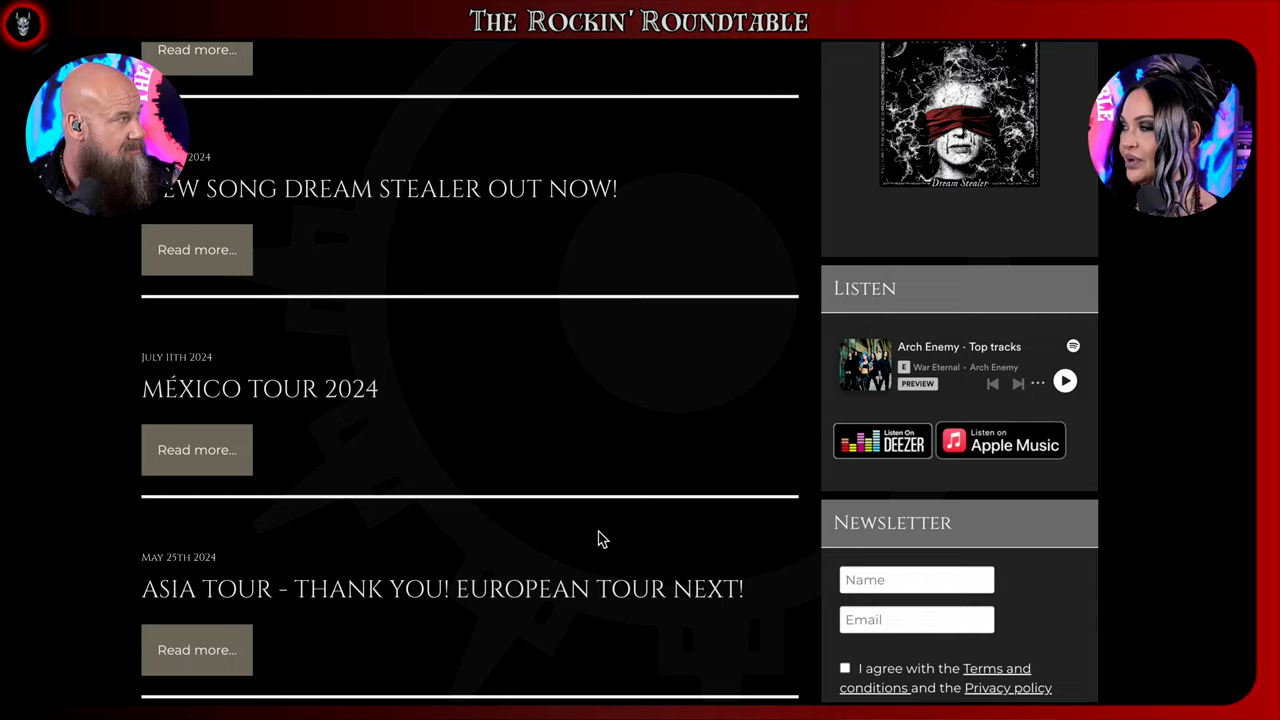 THE ROCKIN' ROUNDTABLE
Read more...
THE
2024
EW SONG DREAM STEALER OUT NOW!
Read more...
JULY 11TH 2024
MÉXICO TOUR 2024
Read more...
MAY 25TH 2024
ASIA TOUR - THANK YOU! EUROPEAN TOUR NEXT!
Read more...
Dream Stealer
LISTEN
Arch Enemy · Top tracks
E War Eternal · Arch Enemy
PREVIEW
Listen On
DEEZER
Listen on
Apple Music
NEWSLETTER
Name
Email
I agree with the Terms and
conditions and the Privacy policy